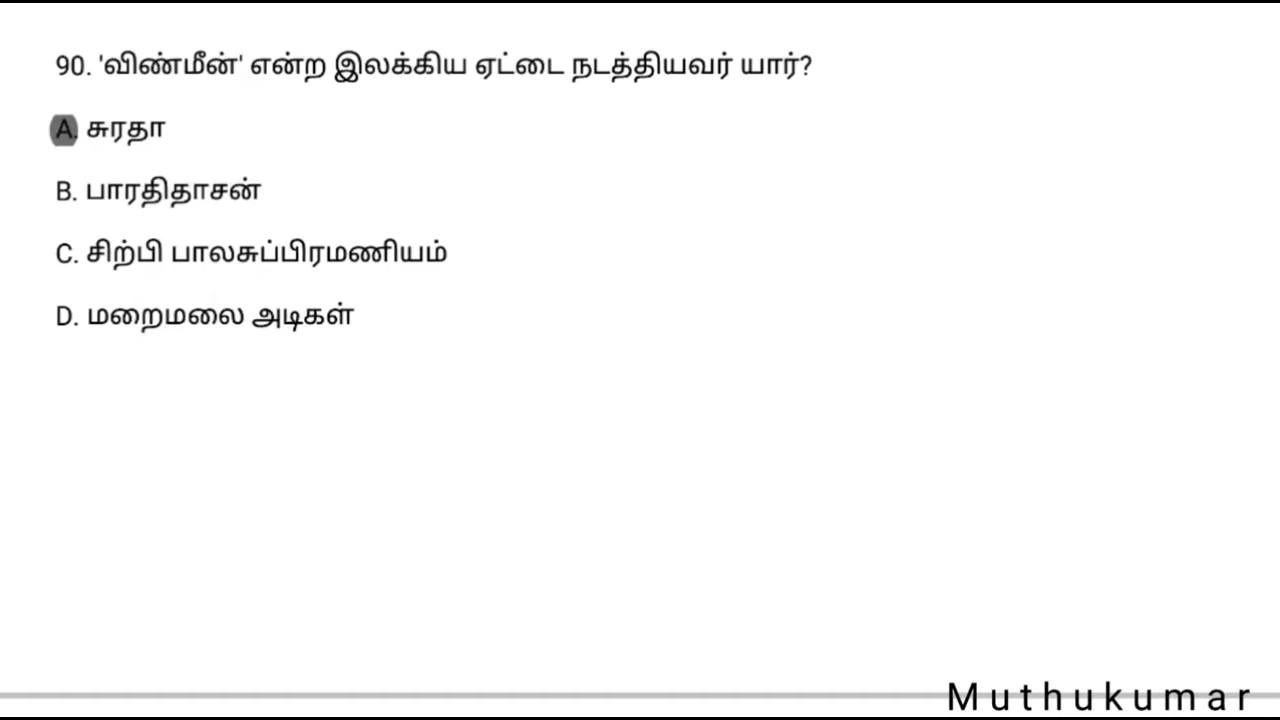 90. 'விண்மீன்' என்ற இலக்கிய ஏட்டை நடத்தியவர் யார்?
A. சுரதா
B. பாரதிதாசன்
C. சிற்பி பாலசுப்பிரமணியம்
D. மறைமலை அடிகள்
Muthukumar